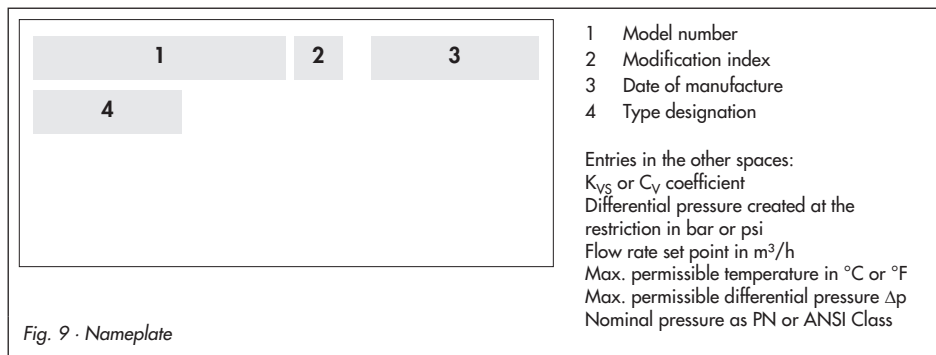 1 2 3
4
1 Model number
2 Modification index
3 Date of manufacture
4 Type designation
Entries in the other spaces:
KVS or CV coefficient
Differential pressure created at the
restriction in bar or psi
Flow rate set point in m³/h
Max. permissible temperature in °C or °F
Max. permissible differential pressure Δp
Nominal pressure as PN or ANSI Class
Fig. 9 · Nameplate